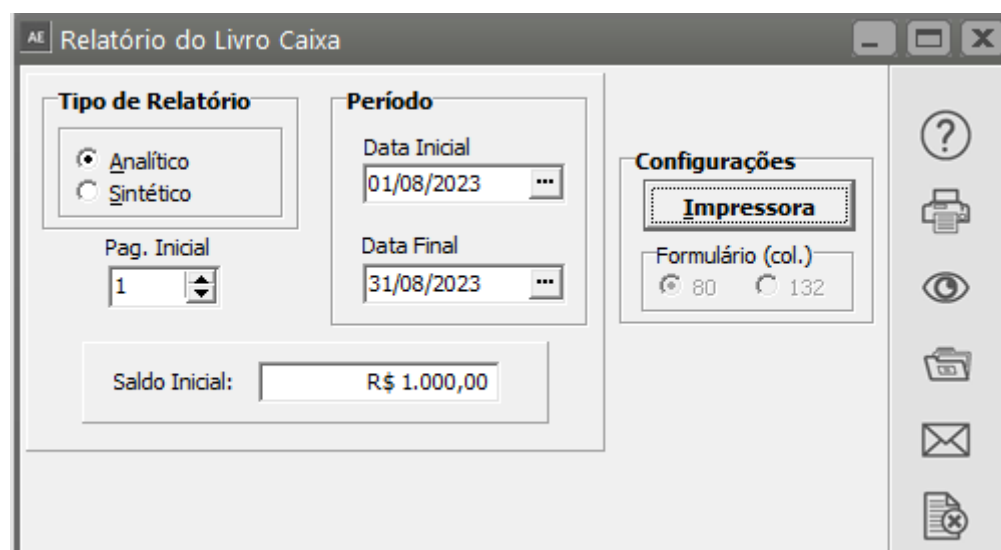 AE Relatório do Livro Caixa
Tipo de Relatório
Analítico
Sintético
Pag. Inicial
1
Período
Data Inicial
01/08/2023 ...
Data Final
31/08/2023 ...
Saldo Inicial: R$ 1.000,00
Configurações
Impressora
Formulário (col.)
80 132
?